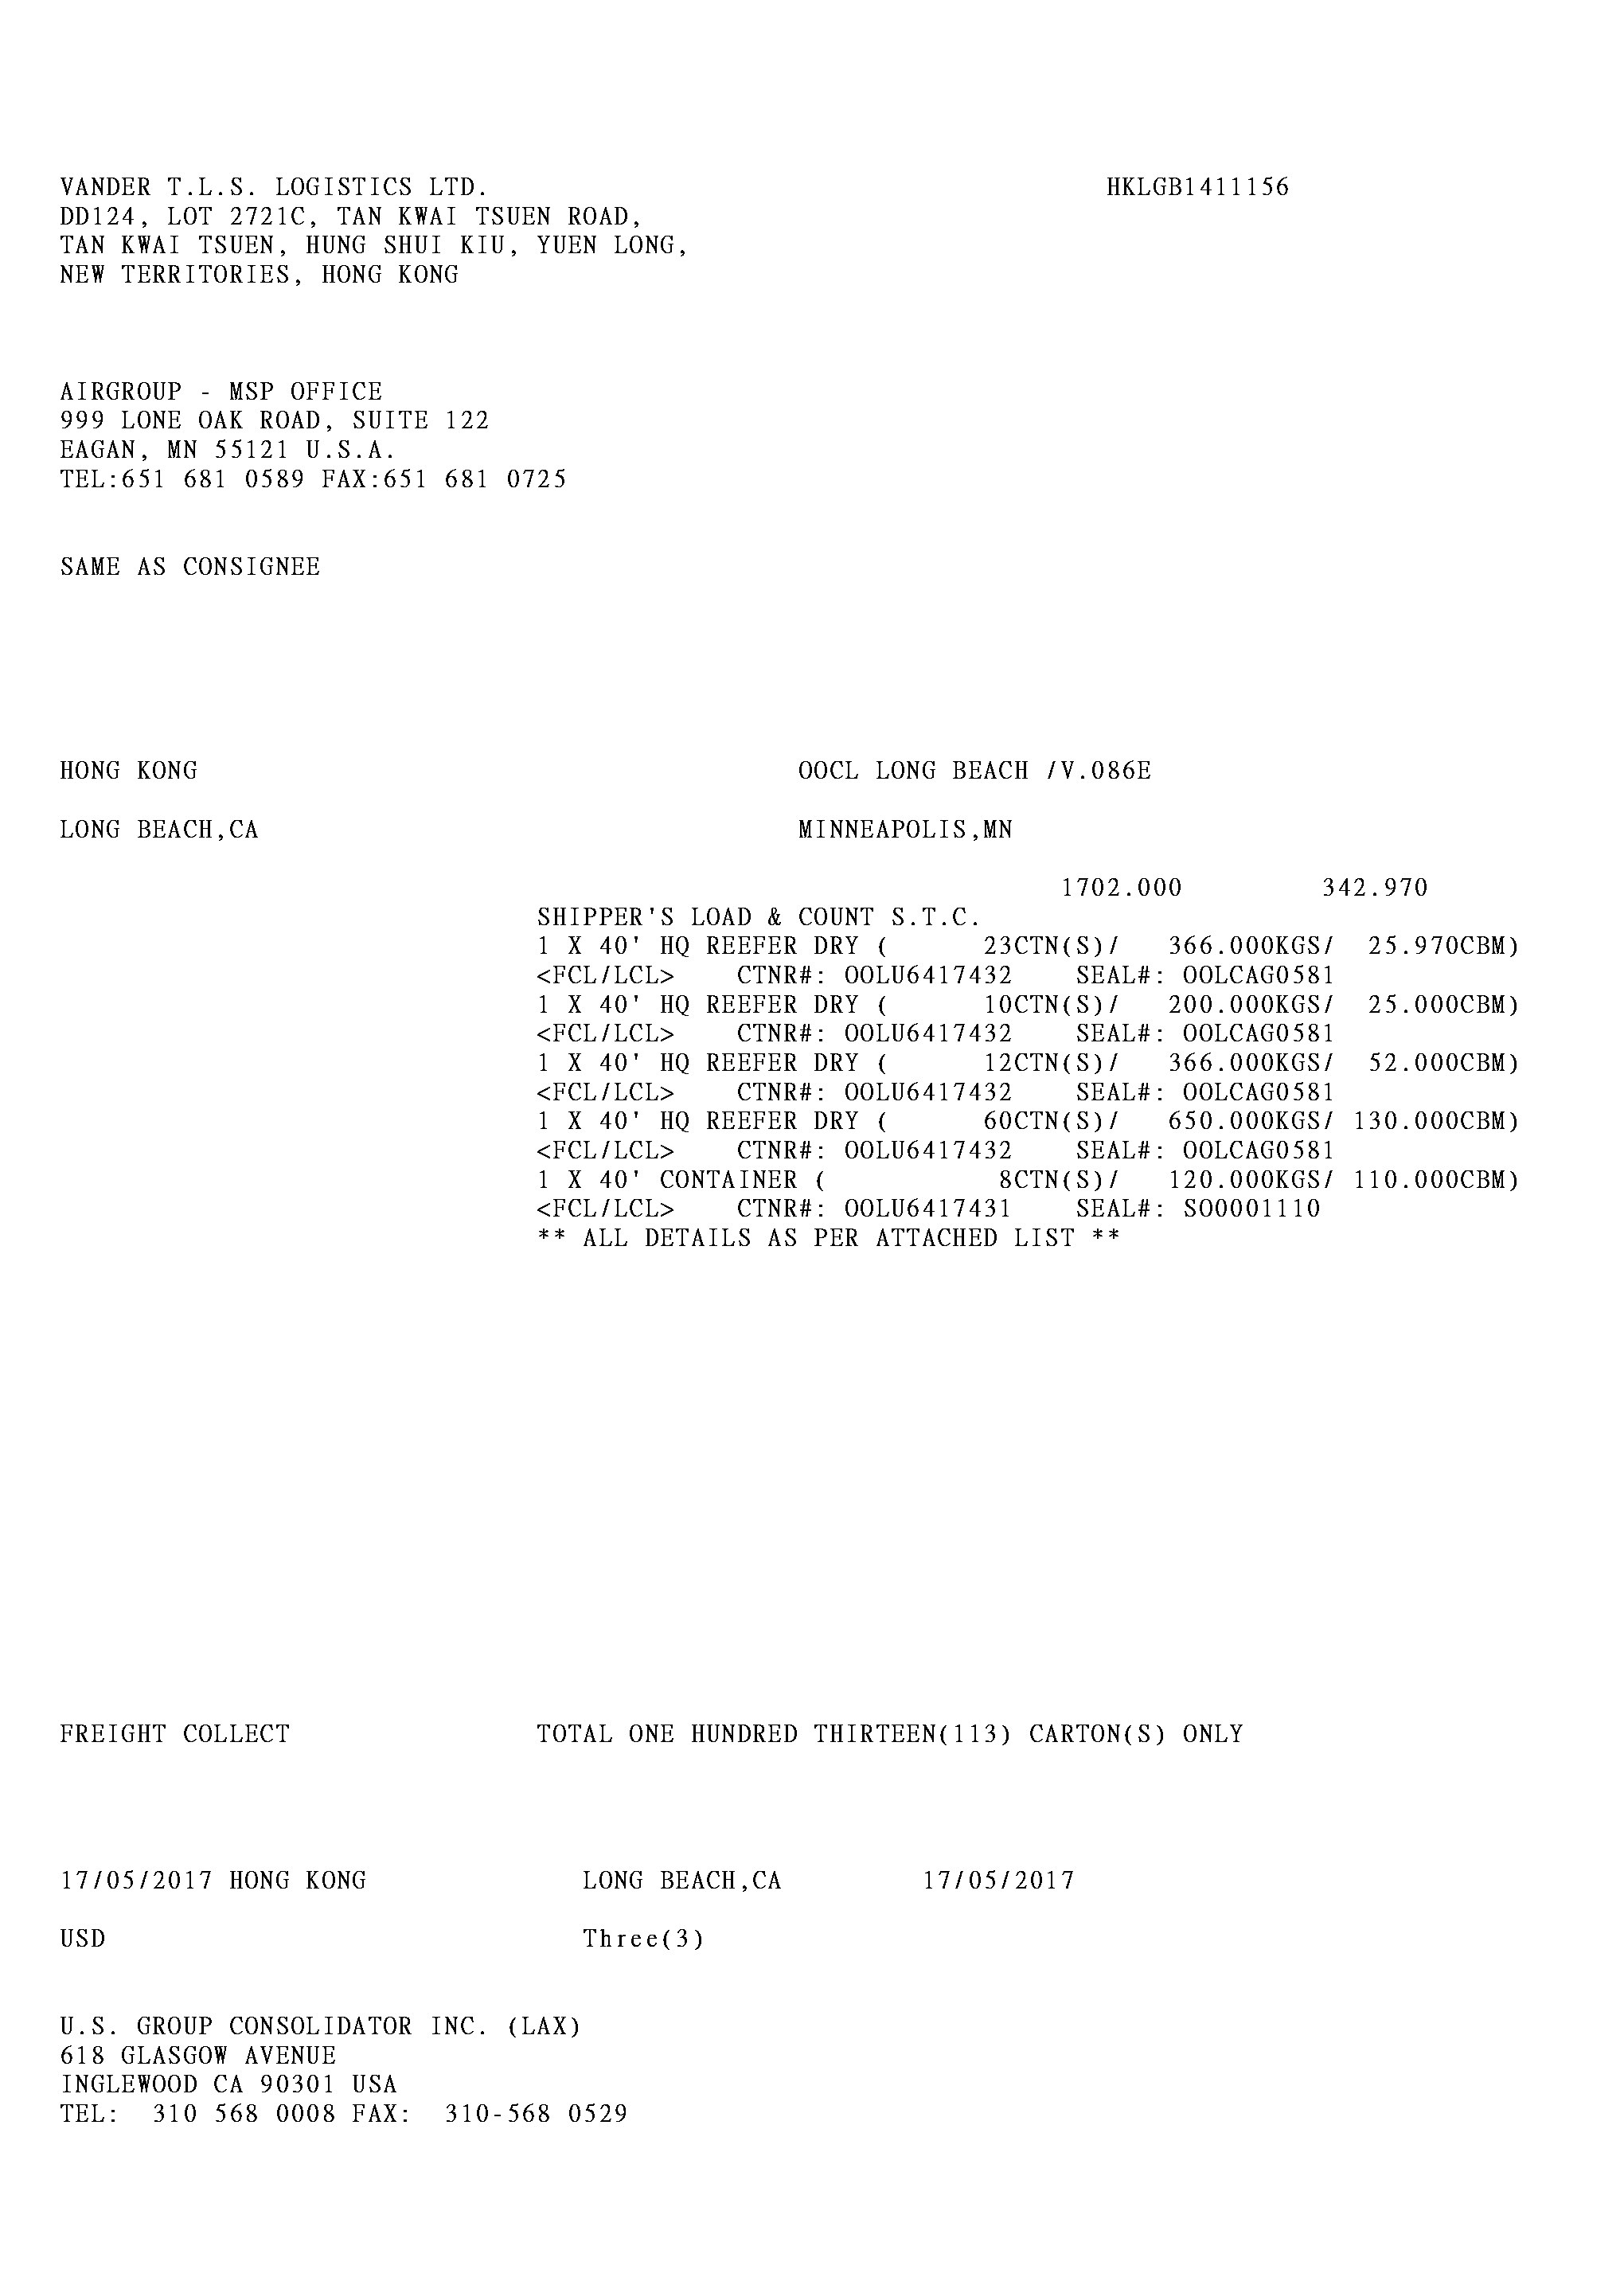 VANDER T.L.S. LOGISTICS LTD. HKLGB1411156
DD124, LOT 2721C, TAN KWAI TSUEN ROAD,
TAN KWAI TSUEN, HUNG SHUI KIU, YUEN LONG,
NEW TERRITORIES, HONG KONG
AIRGROUP - MSP OFFICE
999 LONE OAK ROAD, SUITE 122
EAGAN, MN 55121 U.S.A.
TEL:651 681 0589 FAX:651 681 0725
SAME AS CONSIGNEE
HONG KONG OOCL LONG BEACH /V.086E
LONG BEACH,CA MINNEAPOLIS,MN
1702.000 342.970
SHIPPER'S LOAD & COUNT S.T.C.
1 X 40' HQ REEFER DRY ( 23CTN(S)/ 366.000KGS/ 25.970CBM)
<FCL/LCL> CTNR#: OOLU6417432 SEAL#: OOLCAG0581
1 X 40' HQ REEFER DRY ( 10CTN(S)/ 200.000KGS/ 25.000CBM)
<FCL/LCL> CTNR#: OOLU6417432 SEAL#: OOLCAG0581
1 X 40' HQ REEFER DRY ( 12CTN(S)/ 366.000KGS/ 52.000CBM)
<FCL/LCL> CTNR#: OOLU6417432 SEAL#: OOLCAG0581
1 X 40' HQ REEFER DRY ( 60CTN(S)/ 650.000KGS/ 130.000CBM)
<FCL/LCL> CTNR#: OOLU6417432 SEAL#: OOLCAG0581
1 X 40' CONTAINER ( 8CTN(S)/ 120.000KGS/ 110.000CBM)
<FCL/LCL> CTNR#: OOLU6417431 SEAL#: SO0001110
** ALL DETAILS AS PER ATTACHED LIST **
FREIGHT COLLECT TOTAL ONE HUNDRED THIRTEEN(113) CARTON(S) ONLY
17/05/2017 HONG KONG LONG BEACH,CA 17/05/2017
USD Three(3)
U.S. GROUP CONSOLIDATOR INC. (LAX)
618 GLASGOW AVENUE
INGLEWOOD CA 90301 USA
TEL: 310 568 0008 FAX: 310-568 0529